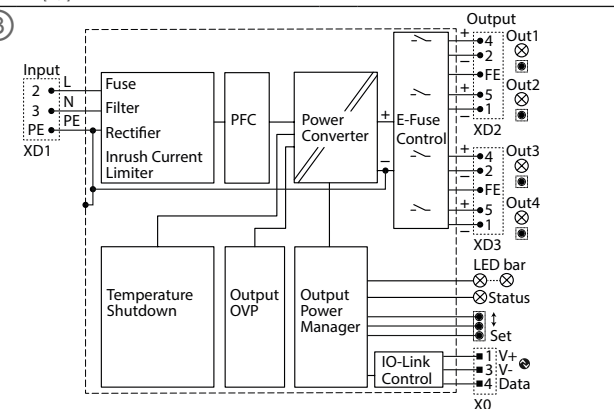 3
Output
Input
L
2
N
3
PE
PE
XD1
Fuse
Filter
Rectifier
Inrush Current
Limiter
PFC
Power
Converter
+
−
E-Fuse
Control
+
4
Out1
−
2
FE
Out2
+
5
−
1
XD2
+
4
Out3
−
2
FE
+
5
Out4
−
1
XD3
LED bar
Status
Set
Temperature
Shutdown
Output
OVP
Output
Power
Manager
IO-Link
Control
1 V+
3 V-
4 Data
X0